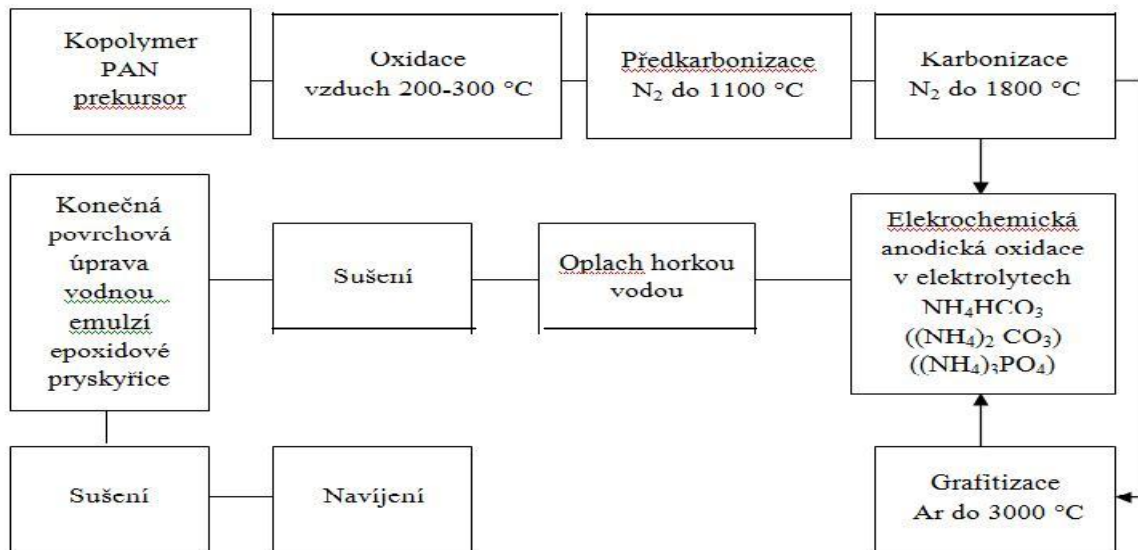 Kopolymer
PAN
prekursor
Oxidace
vzduch 200-300 °C
Předkarbonizace
N₂ do 1100 °C
Karbonizace
N₂ do 1800 °C
Konečná
povrchová
úprava
vodnou
emulzí
epoxidové
pryskyřice
Sušení
Oplach horkou
vodou
Elekrochemická
anodická oxidace
v elektrolytech
NH₄HCO₃
((NH₄)₂ CO₃)
((NH₄)₃PO₄)
Sušení
Navíjení
Grafitizace
Ar do 3000 °C